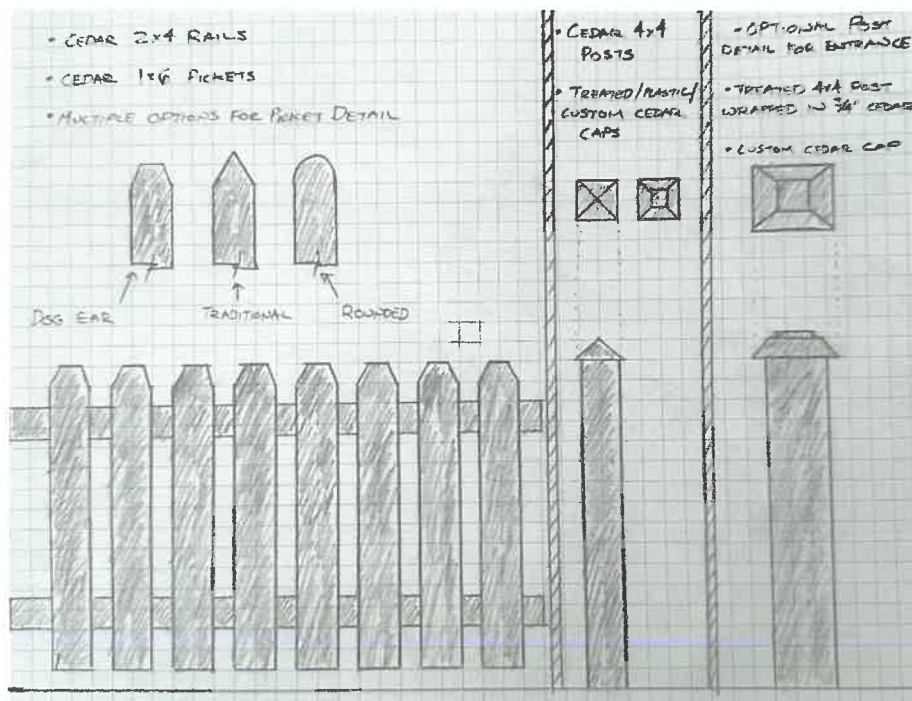 • CEDAR 2x4 RAILS
• CEDAR 1x6 PICKETS
• MULTIPLE OPTIONS FOR PICKET DETAIL
DOG EAR
TRADITIONAL
ROUNDED
• CEDAR 4x4
POSTS
• TREATED/PLASTIC/
CUSTOM CEDAR
CAPS
• OPTIONAL POST
DETAIL FOR ENTRANCE
• TREATED 4x4 POST
WRAPPED IN 3/4" CEDAR
• CUSTOM CEDAR CAP